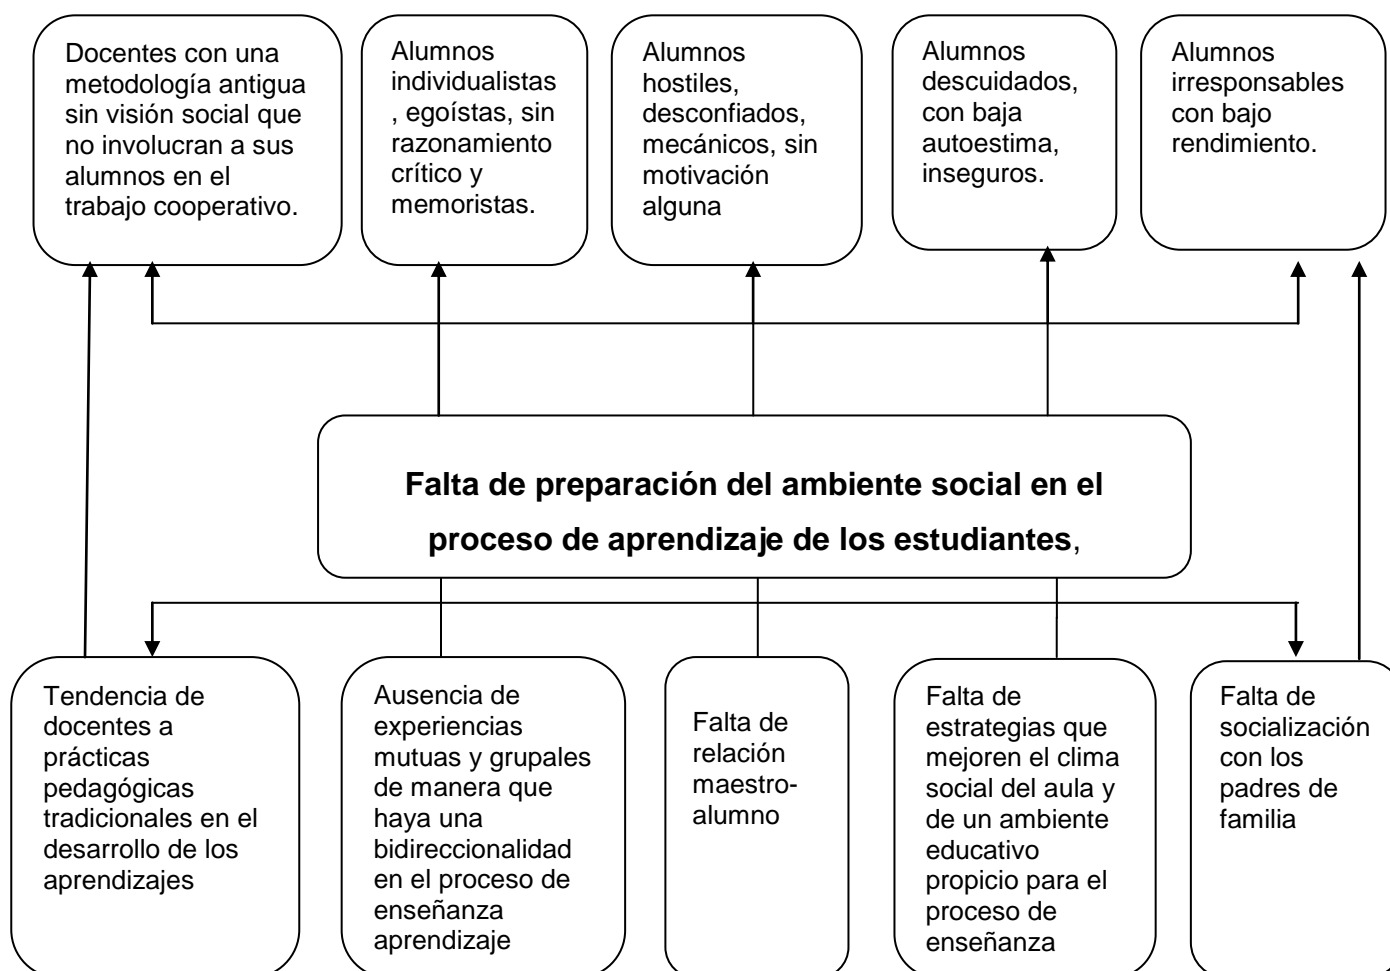 Docentes con una
metodología antigua
sin visión social que
no involucran a sus
alumnos en el
trabajo cooperativo.
Alumnos
individualistas
, egoístas, sin
razonamiento
crítico y
memoristas.
Alumnos
hostiles,
desconfiados,
mecánicos, sin
motivación
alguna
Alumnos
descuidados,
con baja
autoestima,
inseguros.
Alumnos
irresponsables
con bajo
rendimiento.
Falta de preparación del ambiente social en el
proceso de aprendizaje de los estudiantes,
Tendencia de
docentes a
prácticas
pedagógicas
tradicionales en el
desarrollo de los
aprendizajes
Ausencia de
experiencias
mutuas y grupales
de manera que
haya una
bidireccionalidad
en el proceso de
enseñanza
aprendizaje
Falta de
relación
maestro-
alumno
Falta de
estrategias que
mejoren el clima
social del aula y
de un ambiente
educativo
propicio para el
proceso de
enseñanza
Falta de
socialización
con los
padres de
familia